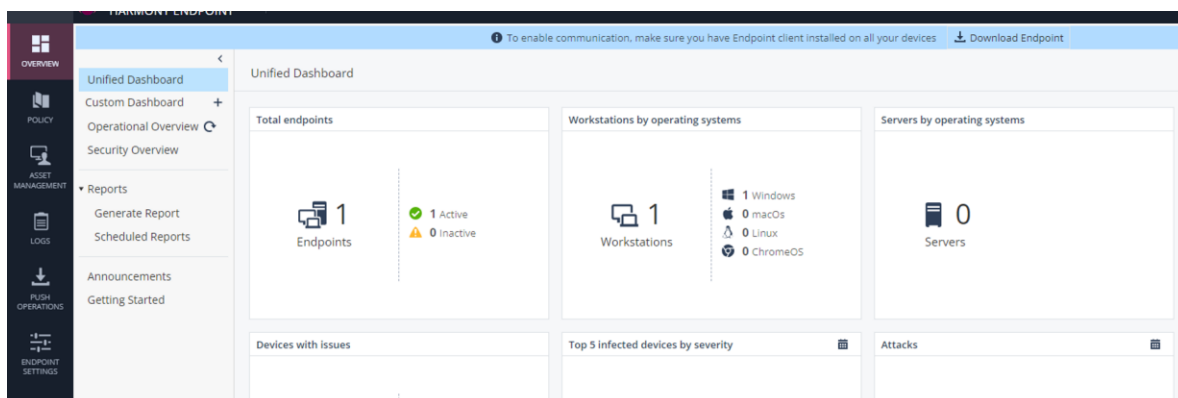 HARMONY ENDPOINT
To enable communication, make sure you have Endpoint client installed on all your devices Download Endpoint
OVERVIEW
POLICY
ASSET
MANAGEMENT
LOGS
PUSH
OPERATIONS
ENDPOINT
SETTINGS
Unified Dashboard
Custom Dashboard +
Operational Overview
Security Overview
Reports
Generate Report
Scheduled Reports
Announcements
Getting Started
Unified Dashboard
Total endpoints
1
Endpoints
1 Active
0 Inactive
Workstations by operating systems
1
Workstations
1 Windows
0 macOs
0 Linux
0 ChromeOS
Servers by operating systems
0
Servers
Devices with issues
Top 5 infected devices by severity
Attacks